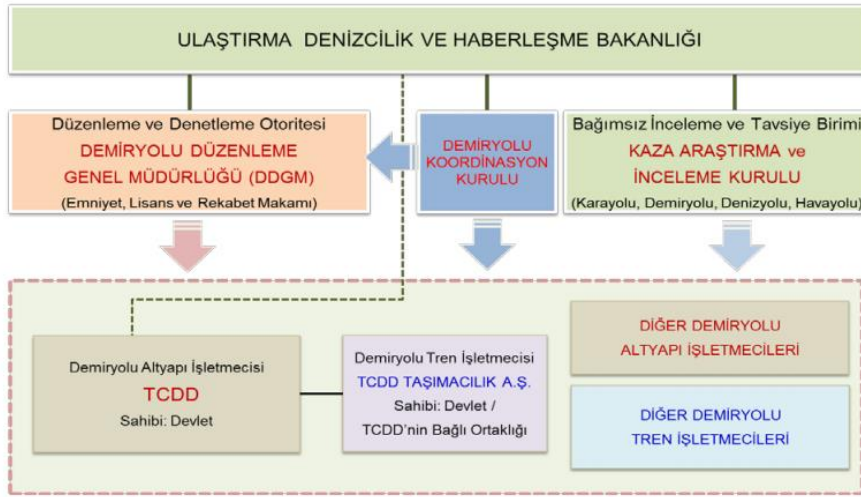 ULAŞTIRMA DENİZCİLİK VE HABERLEŞME BAKANLIĞI
Düzenleme ve Denetleme Otoritesi
DEMİRYOLU DÜZENLEME
GENEL MÜDÜRLÜĞÜ (DDGM)
(Emniyet, Lisans ve Rekabet Makamı)
DEMİRYOLU
KOORDİNASYON
KURULU
Bağımsız İnceleme ve Tavsiye Birimi
KAZA ARAŞTIRMA ve
İNCELEME KURULU
(Karayolu, Demiryolu, Denizyolu, Havayolu)
Demiryolu Altyapı İşletmecisi
TCDD
Sahibi: Devlet
Demiryolu Tren İşletmecisi
TCDD TAŞIMACILIK A.Ş.
Sahibi: Devlet /
TCDD'nin Bağlı Ortaklığı
DİĞER DEMİRYOLU
ALTYAPI İŞLETMECİLERİ
DİĞER DEMİRYOLU
TREN İŞLETMECİLERİ